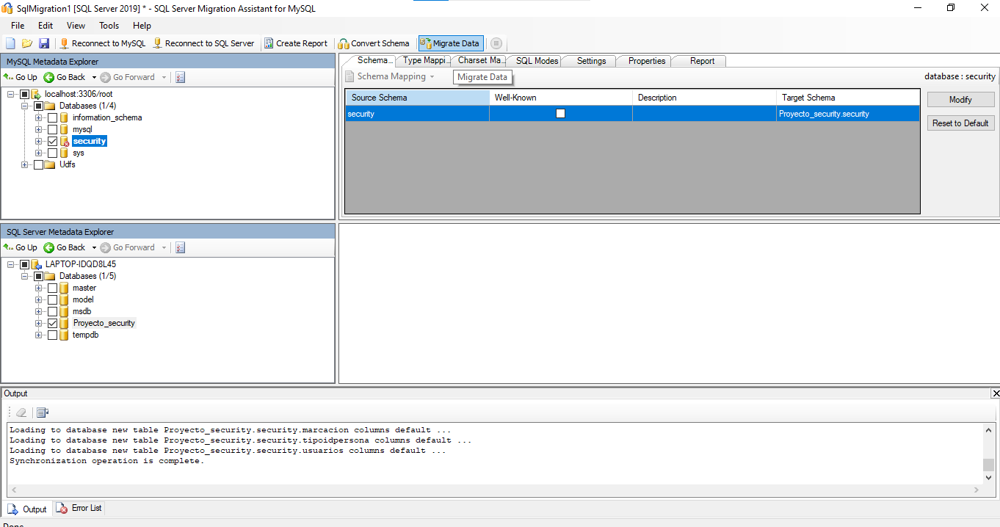 SqlMigration1 [SQL Server 2019] * - SQL Server Migration Assistant for MySQL
File Edit View Tools Help
Reconnect to MySQL Reconnect to SQL Server Create Report Convert Schema Migrate Data
MySQL Metadata Explorer
Go Up Go Back Go Forward
localhost:3306/root
Databases (1/4)
information_schema
mysql
security
sys
Udfs
Schema... Type Mappi... Charset Ma... SQL Modes Settings Properties Report
Schema Mapping
Migrate Data
database : security
Source Schema Well-Known Description Target Schema
security Proyecto_security.security
Modify
Reset to Default
SQL Server Metadata Explorer
Go Up Go Back Go Forward
LAPTOP-IDQD8L45
Databases (1/5)
master
model
msdb
Proyecto_security
tempdb
Output
Loading to database new table Proyecto_security.security.marcacion columns default ...
Loading to database new table Proyecto_security.security.tipoidpersona columns default ...
Loading to database new table Proyecto_security.security.usuarios columns default ...
Synchronization operation is complete.
Output Error List
Done